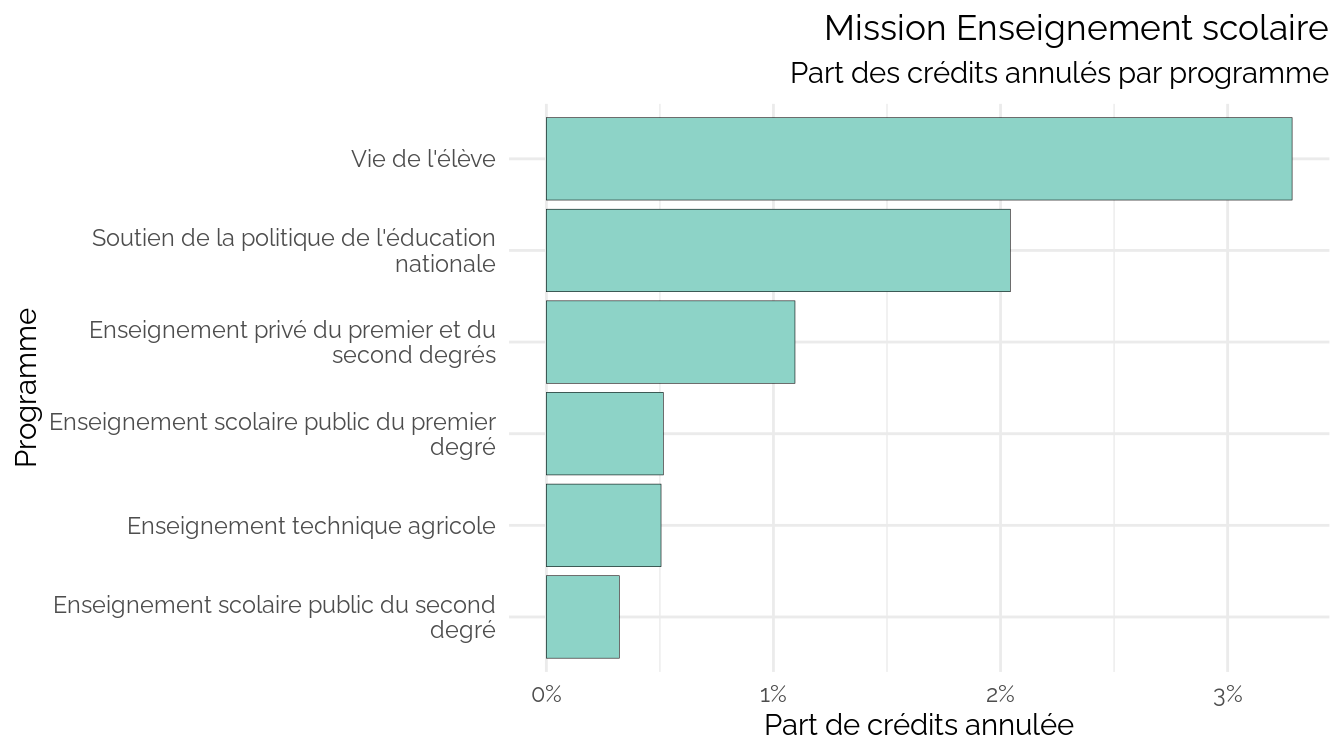 Mission Enseignement scolaire
Part des crédits annulés par programme
Programme
Vie de l'élève
Soutien de la politique de l'éducation
nationale
Enseignement privé du premier et du
second degrés
Enseignement scolaire public du premier
degré
Enseignement technique agricole
Enseignement scolaire public du second
degré
0% 1% 2% 3%
Part de crédits annulée